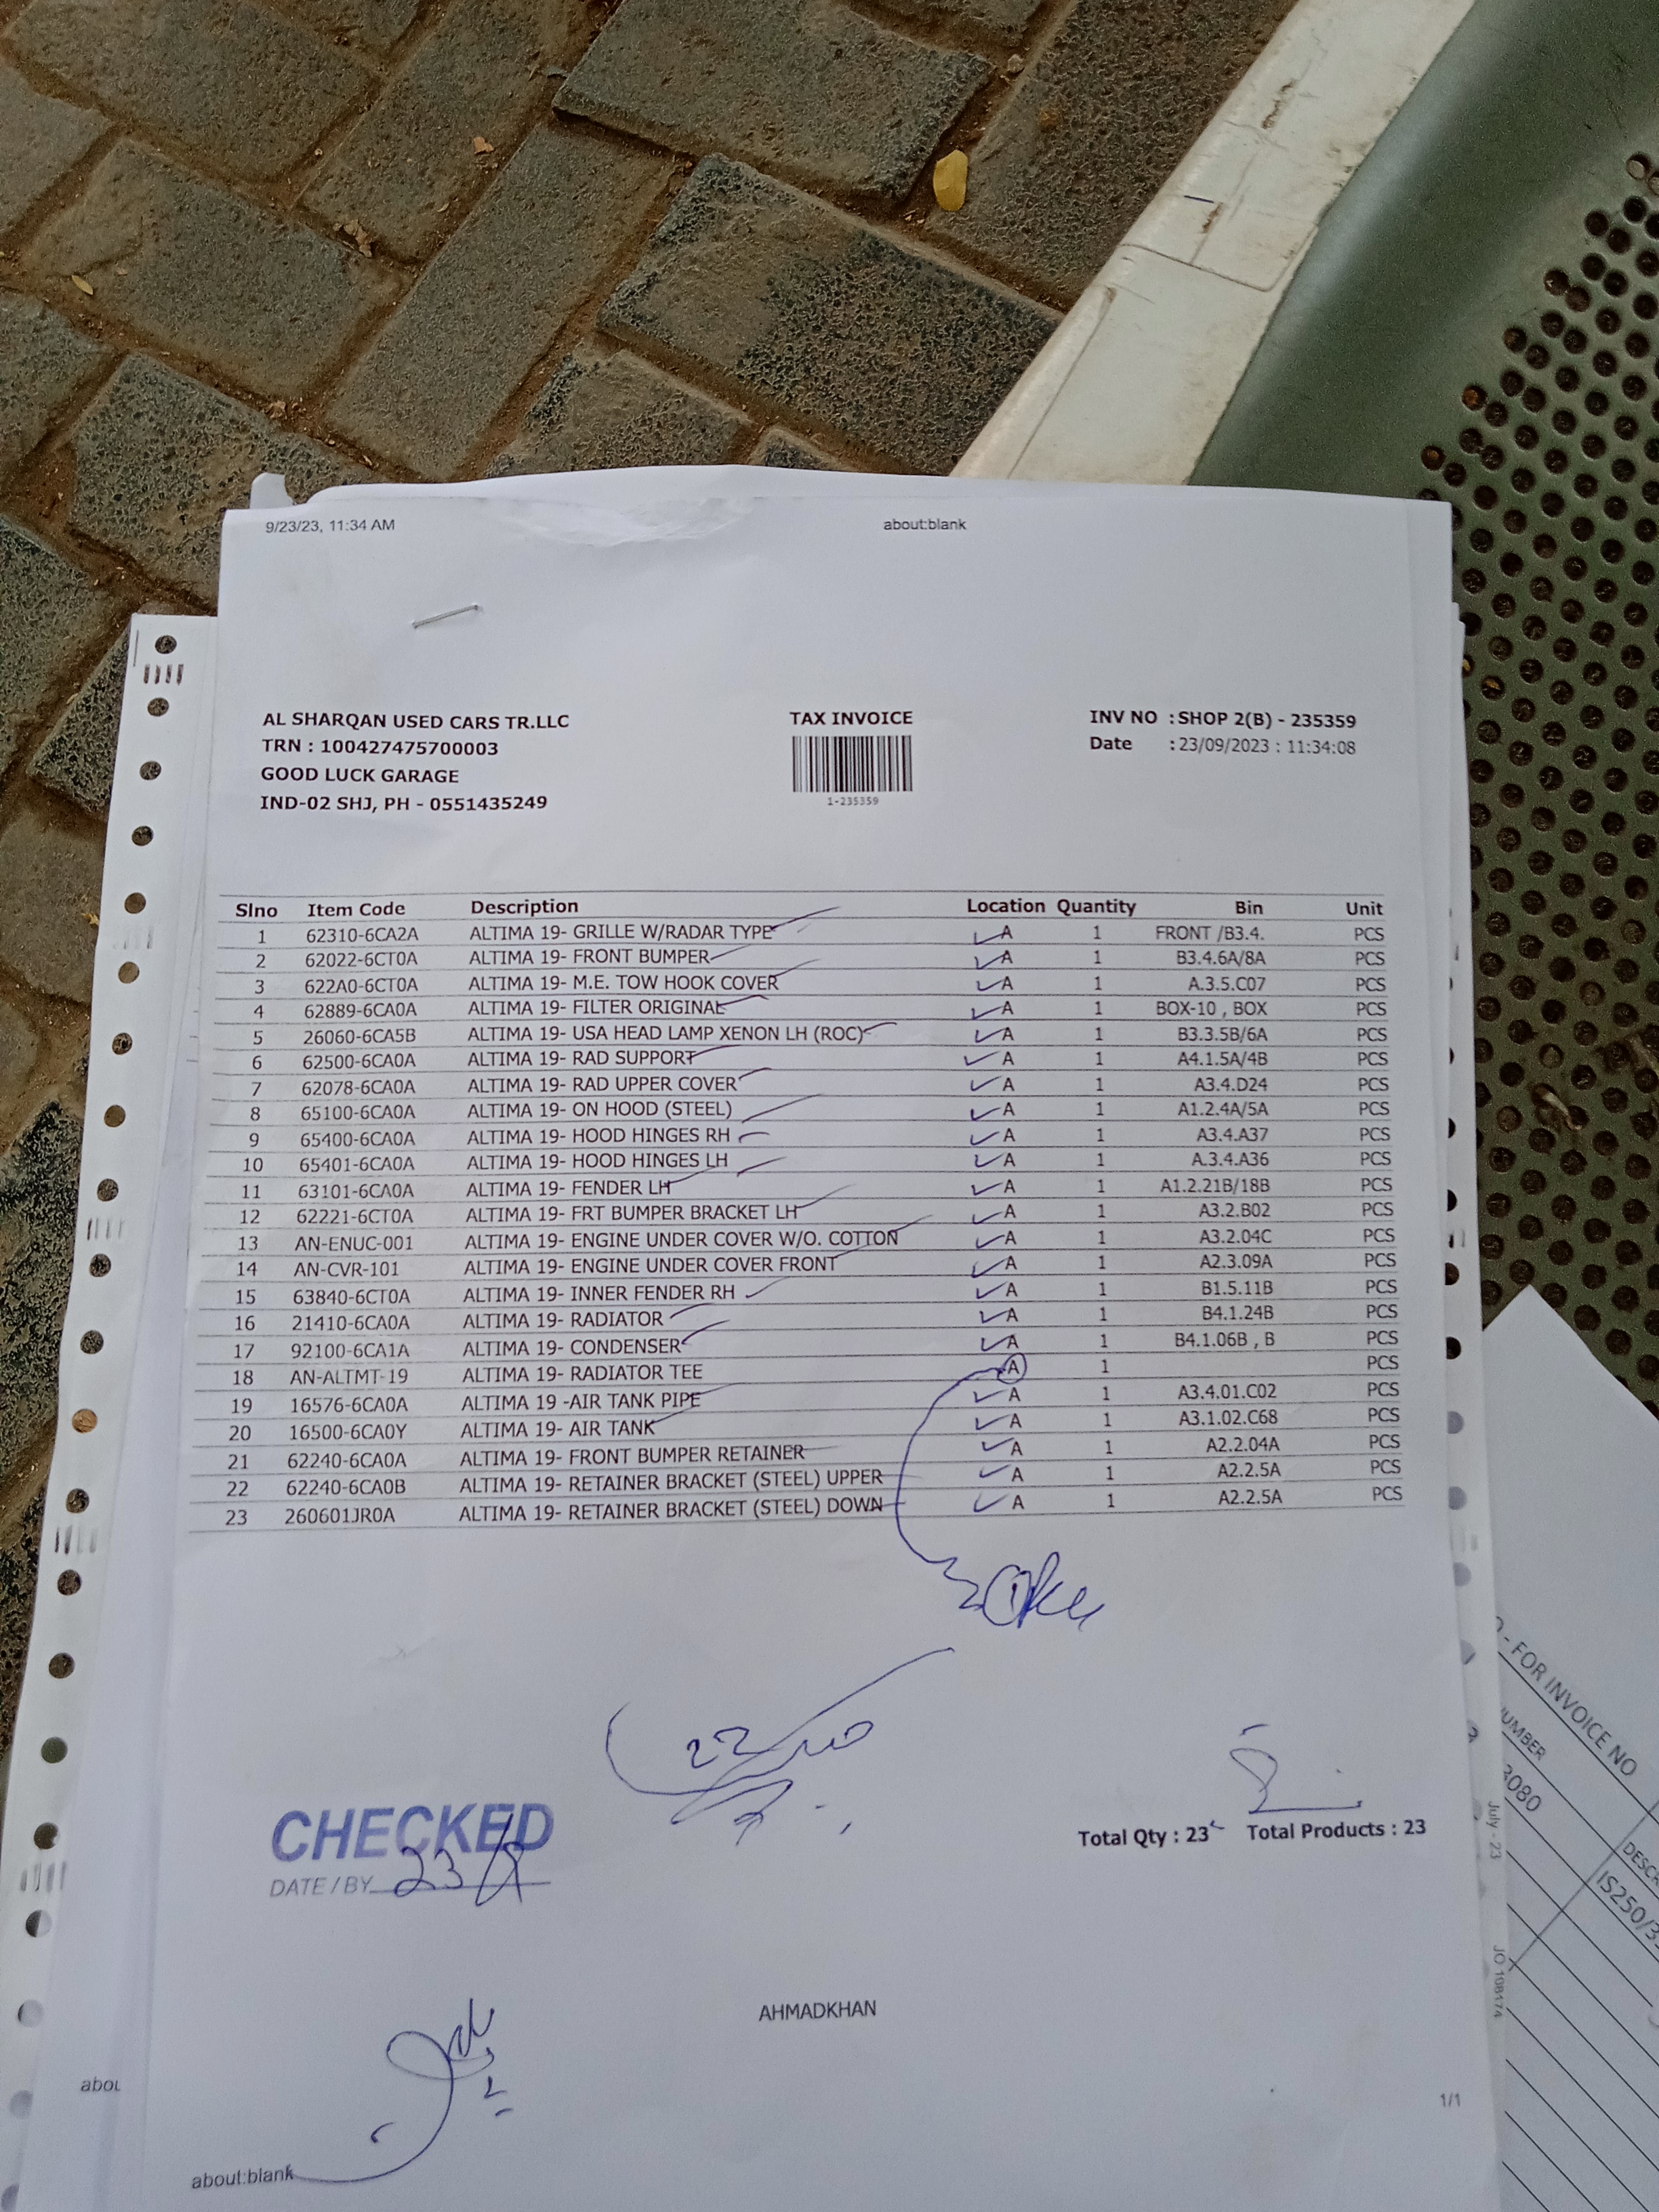 9/23/23, 11:34 AM about:blank
AL SHARQAN USED CARS TR.LLC
TRN : 100427475700003
GOOD LUCK GARAGE
IND-02 SHJ, PH - 0551435249
TAX INVOICE
1-235359
INV NO : SHOP 2(B) - 235359
Date : 23/09/2023 : 11:34:08
Slno Item Code Description Location Quantity Bin Unit
1 62310-6CA2A ALTIMA 19- GRILLE W/RADAR TYPE A 1 FRONT /B3.4. PCS
2 62022-6CT0A ALTIMA 19- FRONT BUMPER A 1 B3.4.6A/8A PCS
3 622A0-6CT0A ALTIMA 19- M.E. TOW HOOK COVER A 1 A.3.5.C07 PCS
4 62889-6CA0A ALTIMA 19- FILTER ORIGINAL A 1 BOX-10 , BOX PCS
5 26060-6CA5B ALTIMA 19- USA HEAD LAMP XENON LH (ROC) A 1 B3.3.5B/6A PCS
6 62500-6CA0A ALTIMA 19- RAD SUPPORT A 1 A4.1.5A/4B PCS
7 62078-6CA0A ALTIMA 19- RAD UPPER COVER A 1 A3.4.D24 PCS
8 65100-6CA0A ALTIMA 19- ON HOOD (STEEL) A 1 A1.2.4A/5A PCS
9 65400-6CA0A ALTIMA 19- HOOD HINGES RH A 1 A3.4.A37 PCS
10 65401-6CA0A ALTIMA 19- HOOD HINGES LH A 1 A.3.4.A36 PCS
11 63101-6CA0A ALTIMA 19- FENDER LH A 1 A1.2.21B/18B PCS
12 62221-6CT0A ALTIMA 19- FRT BUMPER BRACKET LH A 1 A3.2.B02 PCS
13 AN-ENUC-001 ALTIMA 19- ENGINE UNDER COVER W/O. COTTON A 1 A3.2.04C PCS
14 AN-CVR-101 ALTIMA 19- ENGINE UNDER COVER FRONT A 1 A2.3.09A PCS
15 63840-6CT0A ALTIMA 19- INNER FENDER RH A 1 B1.5.11B PCS
16 21410-6CA0A ALTIMA 19- RADIATOR A 1 B4.1.24B PCS
17 92100-6CA1A ALTIMA 19- CONDENSER A 1 B4.1.06B , B PCS
18 AN-ALTMT-19 ALTIMA 19- RADIATOR TEE A 1 PCS
19 16576-6CA0A ALTIMA 19 -AIR TANK PIPE A 1 A3.4.01.C02 PCS
20 16500-6CA0Y ALTIMA 19- AIR TANK A 1 A3.1.02.C68 PCS
21 62240-6CA0A ALTIMA 19- FRONT BUMPER RETAINER A 1 A2.2.04A PCS
22 62240-6CA0B ALTIMA 19- RETAINER BRACKET (STEEL) UPPER A 1 A2.2.5A PCS
23 260601JR0A ALTIMA 19- RETAINER BRACKET (STEEL) DOWN A 1 A2.2.5A PCS
22
CHECKED
DATE / BY 23/9
Total Qty : 23 Total Products : 23
AHMADKHAN
1/1
about:blank
abou
- FOR INVOICE NO
UMBER
3080
DESCR
IS250/3
July - 23
JO 108174